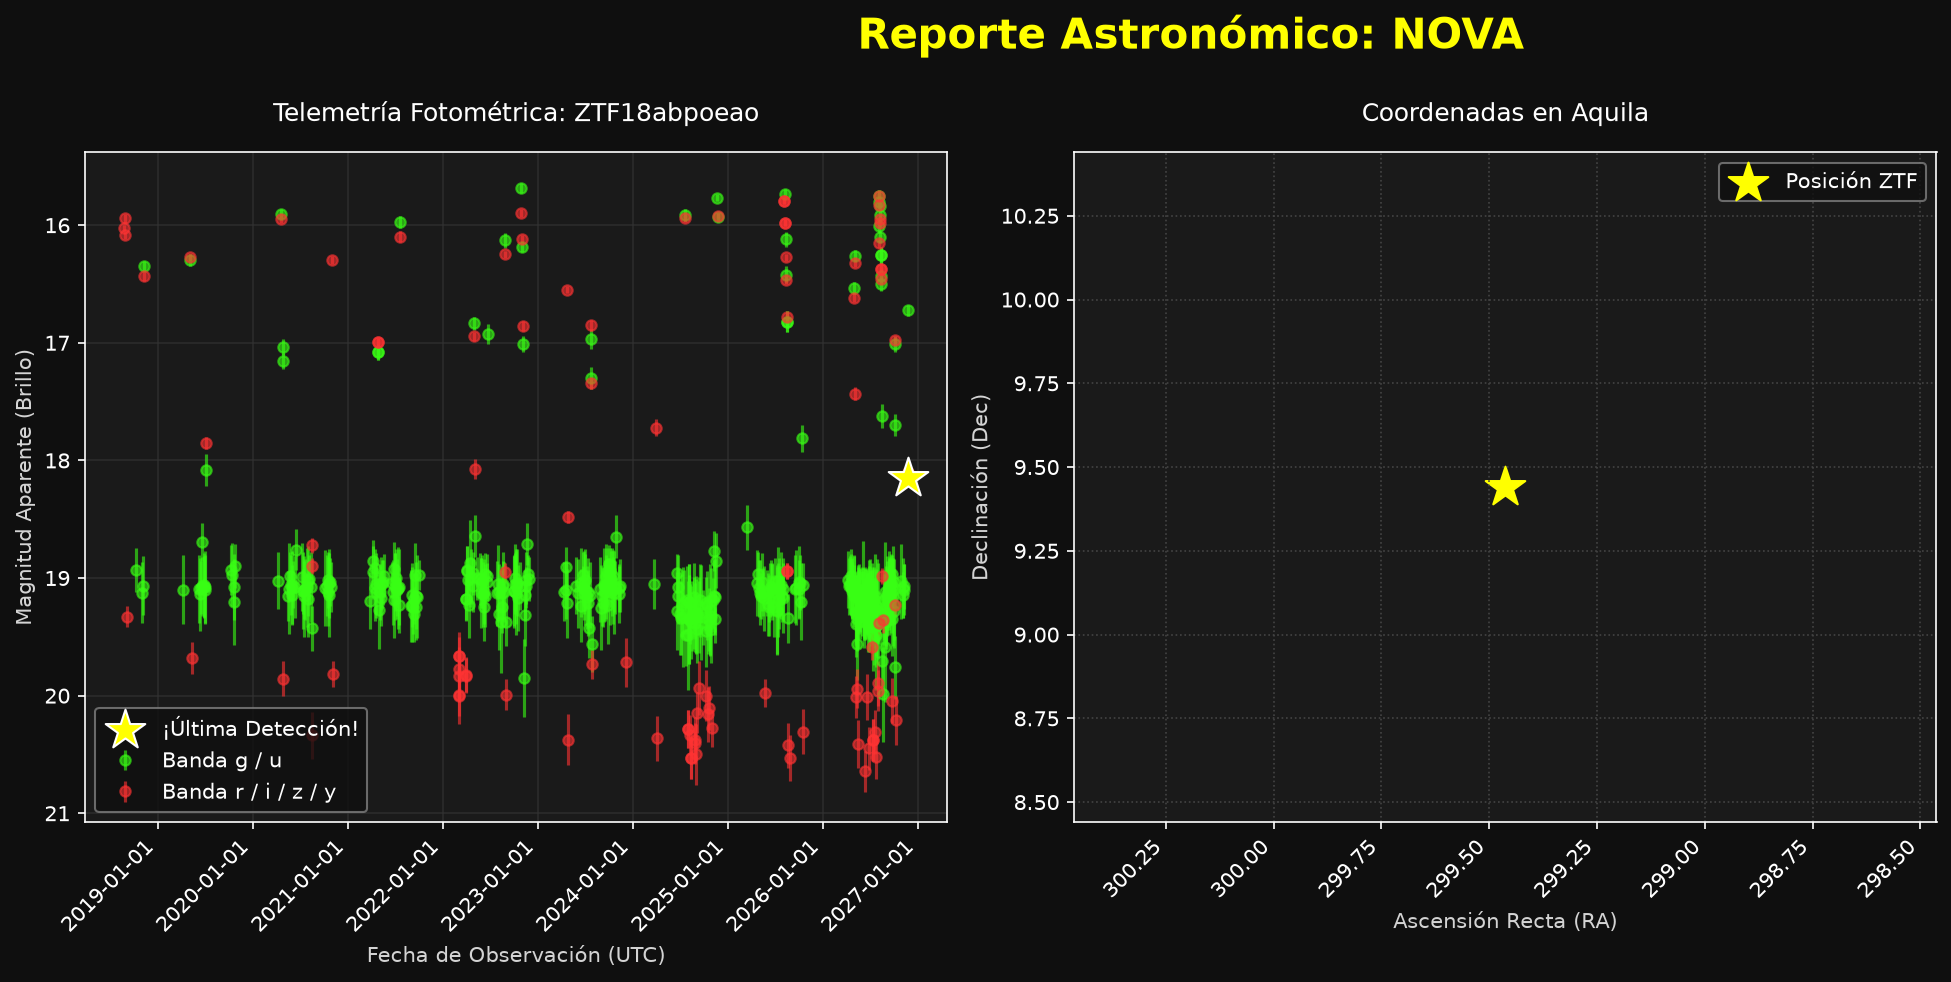 Reporte Astronómico: NOVA
Telemetría Fotométrica: ZTF18abpoeao
Magnitud Aparente (Brillo)
16
17
18
19
20
21
¡Última Detección!
Banda g / u
Banda r / i / z / y
2019-01-01
2020-01-01
2021-01-01
2022-01-01
2023-01-01
2024-01-01
2025-01-01
2026-01-01
2027-01-01
Fecha de Observación (UTC)
Coordenadas en Aquila
Posición ZTF
Declinación (Dec)
10.25
10.00
9.75
9.50
9.25
9.00
8.75
8.50
300.25
300.00
299.75
299.50
299.25
299.00
298.75
298.50
Ascensión Recta (RA)